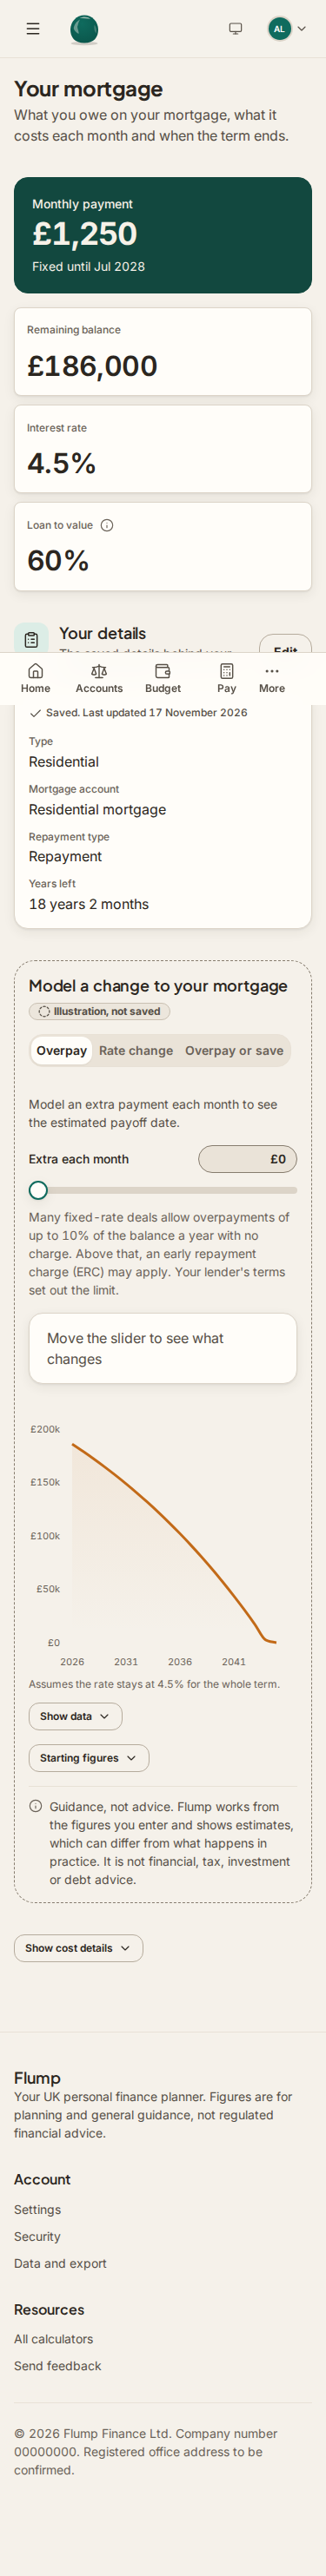 AL
Your mortgage
What you owe on your mortgage, what it
costs each month and when the term ends.
Monthly payment
£1,250
Fixed until Jul 2028
Remaining balance
£186,000
Interest rate
4.5%
Loan to value
60%
Your details
Edit
Home Accounts Budget Pay More
Saved. Last updated 17 November 2026
Type
Residential
Mortgage account
Residential mortgage
Repayment type
Repayment
Years left
18 years 2 months
Model a change to your mortgage
Illustration, not saved
Overpay Rate change Overpay or save
Model an extra payment each month to see
the estimated payoff date.
Extra each month £0
Many fixed-rate deals allow overpayments of
up to 10% of the balance a year with no
charge. Above that, an early repayment
charge (ERC) may apply. Your lender's terms
set out the limit.
Move the slider to see what
changes
£200k
£150k
£100k
£50k
£0
2026 2031 2036 2041
Assumes the rate stays at 4.5% for the whole term.
Show data
Starting figures
Guidance, not advice. Flump works from
the figures you enter and shows estimates,
which can differ from what happens in
practice. It is not financial, tax, investment
or debt advice.
Show cost details
Flump
Your UK personal finance planner. Figures are for
planning and general guidance, not regulated
financial advice.
Account
Settings
Security
Data and export
Resources
All calculators
Send feedback
© 2026 Flump Finance Ltd. Company number
00000000. Registered office address to be
confirmed.